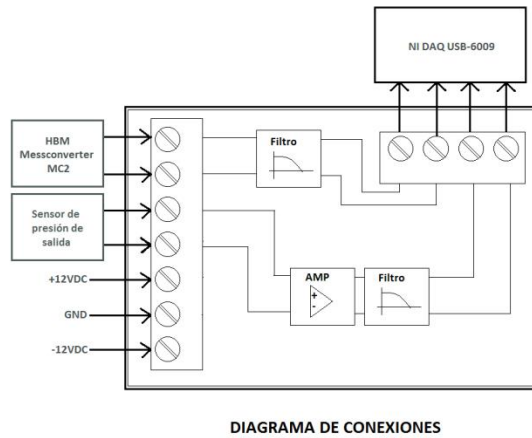 NI DAQ USB-6009
HBM
Messconverter
MC2
Filtro
Sensor de
presión de
salida
+12VDC
AMP
+
-
Filtro
GND
-12VDC
DIAGRAMA DE CONEXIONES